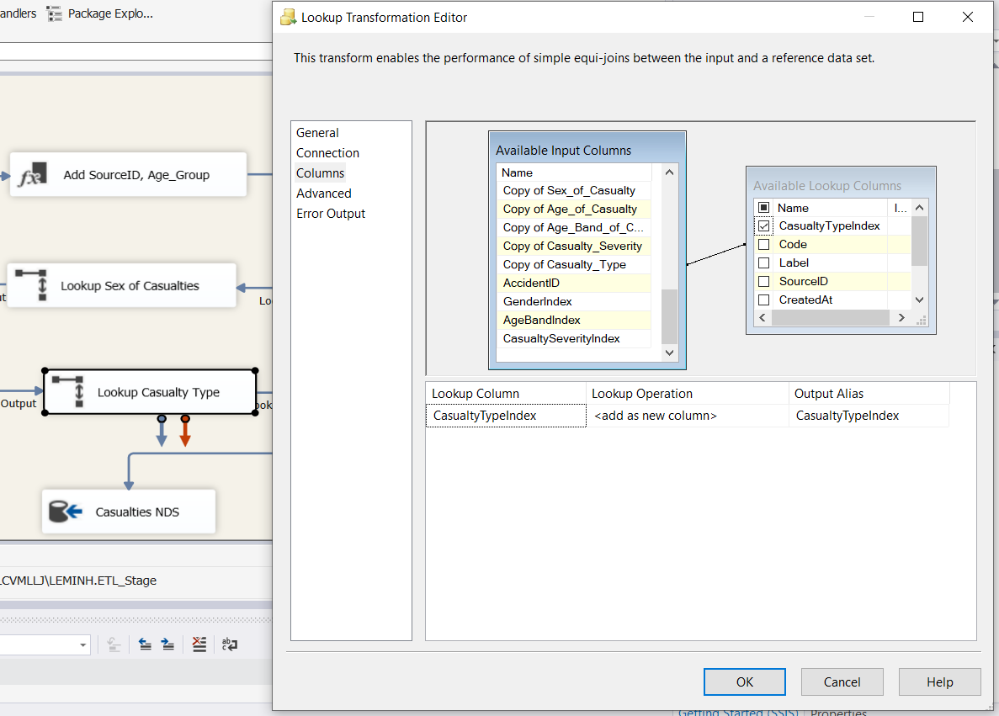 andlers
Package Explo...
Add SourceID, Age_Group
Lookup Sex of Casualties
Lo
Lookup Casualty Type
Output
ook
Casualties NDS
LCVMLLJ\LEMINH.ETL_Stage
Lookup Transformation Editor
This transform enables the performance of simple equi-joins between the input and a reference data set.
General
Connection
Columns
Advanced
Error Output
Available Input Columns
Name
Copy of Sex_of_Casualty
Copy of Age_of_Casualty
Copy of Age_Band_of_C...
Copy of Casualty_Severity
Copy of Casualty_Type
AccidentID
GenderIndex
AgeBandIndex
CasualtySeverityIndex
Available Lookup Columns
Name I...
CasualtyTypeIndex
Code
Label
SourceID
CreatedAt
Lookup Column Lookup Operation Output Alias
CasualtyTypeIndex <add as new column> CasualtyTypeIndex
OK Cancel Help
Getting Started (SSIS) Properties